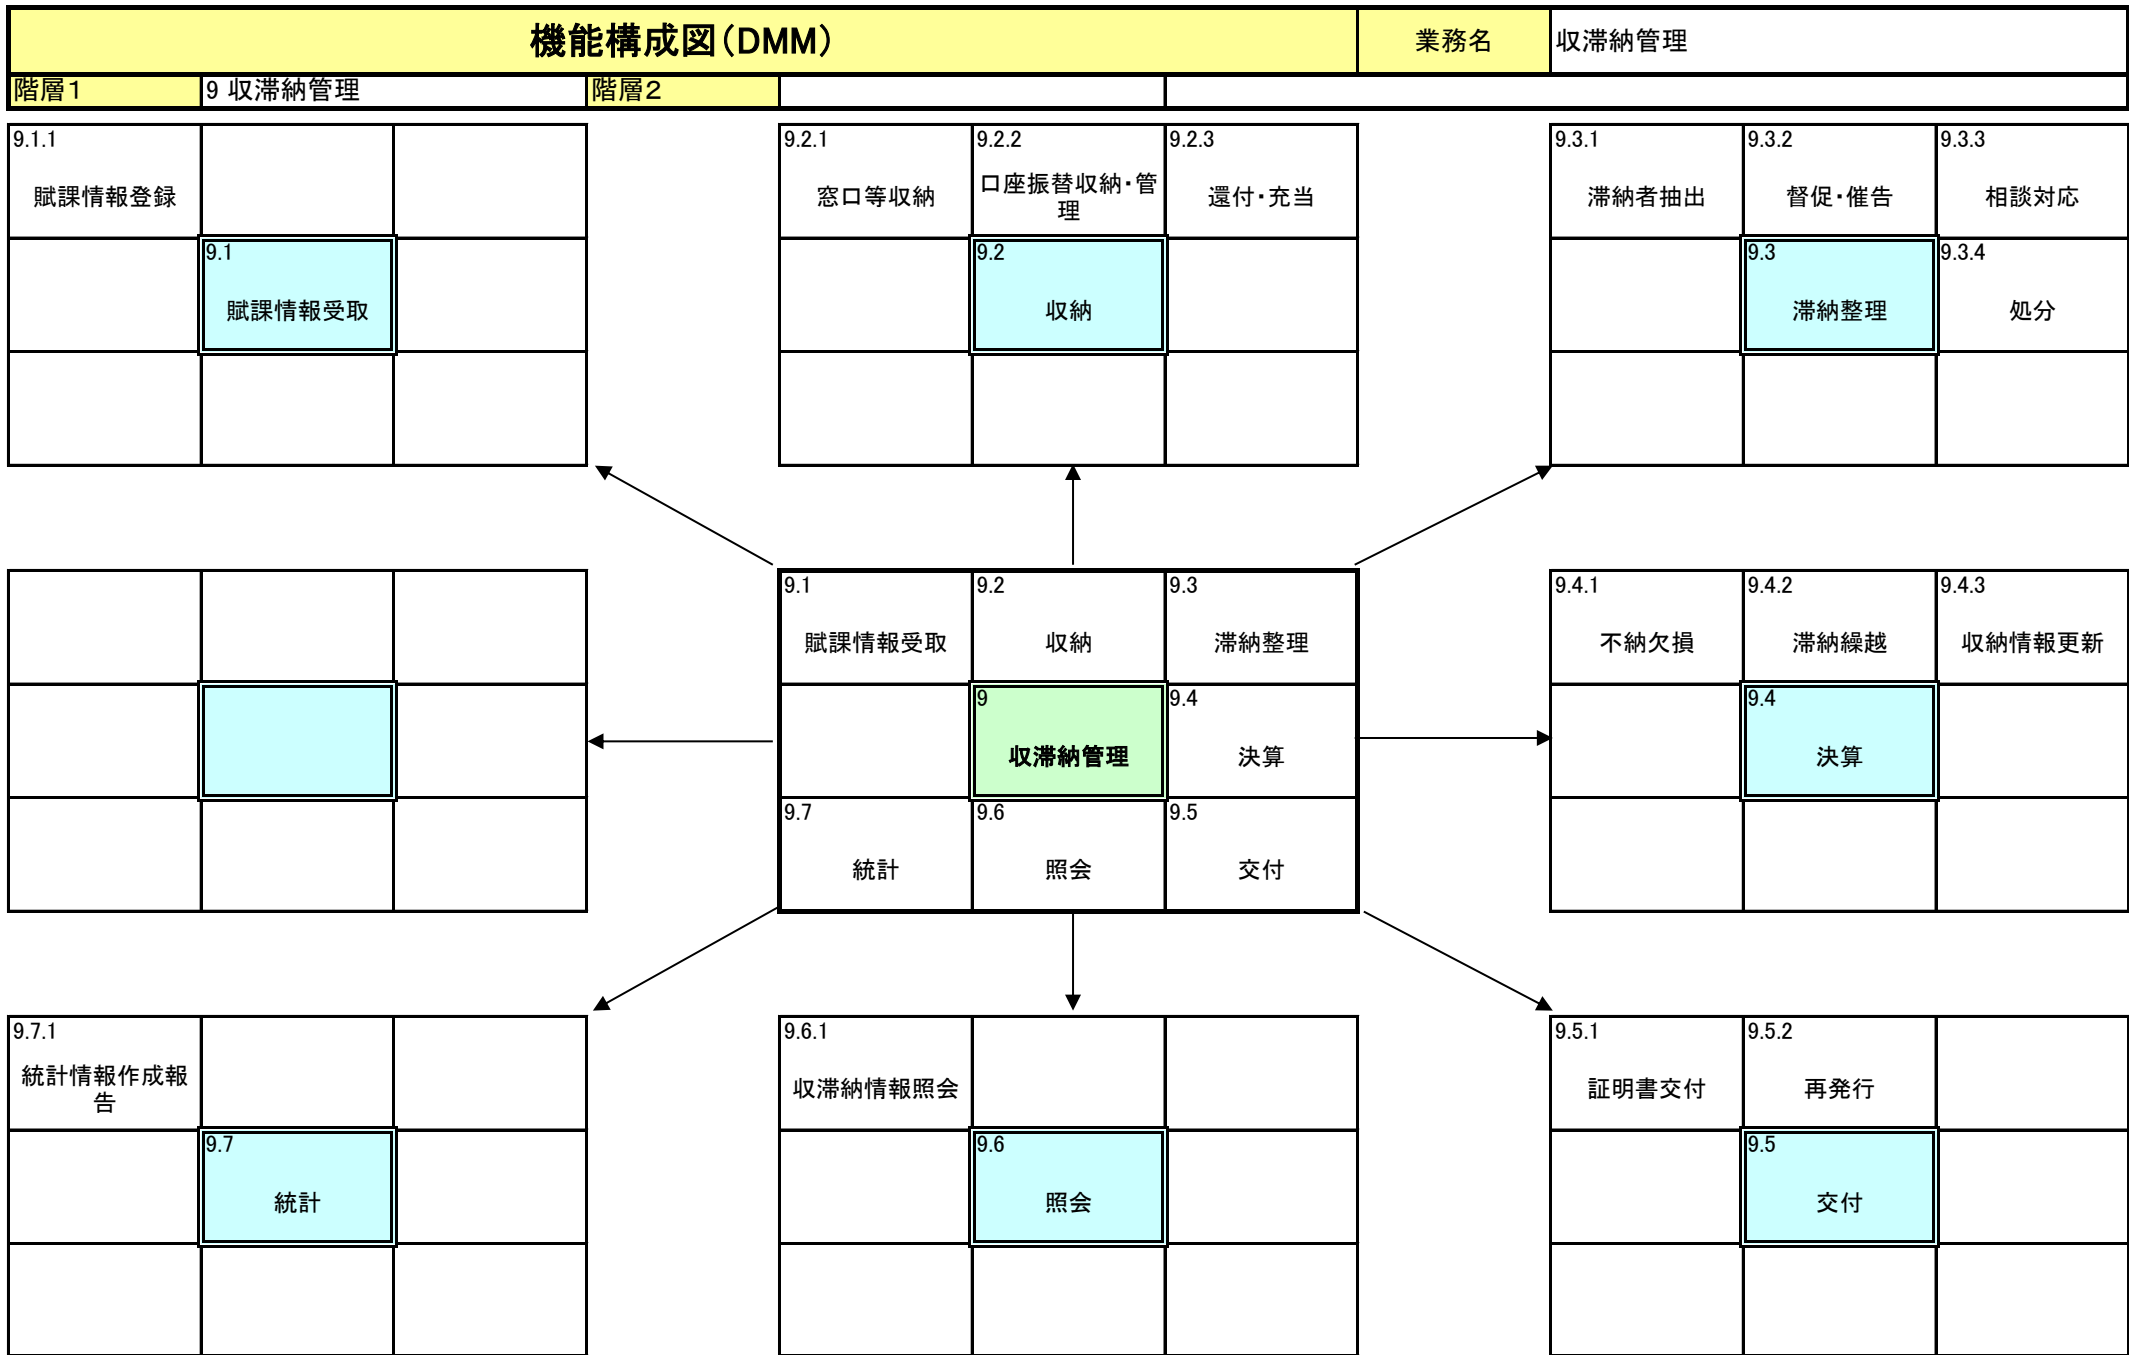 機能構成図(DMM)
業務名
収滞納管理
階層1
9 収滞納管理
階層2
9.1.1
賦課情報登録
9.1
賦課情報受取
9.2.1
窓口等収納
9.2.2
口座振替収納・管
理
9.2.3
還付・充当
9.2
収納
9.3.1
滞納者抽出
9.3.2
督促・催告
9.3.3
相談対応
9.3
滞納整理
9.3.4
処分
9.1
賦課情報受取
9.2
収納
9.3
滞納整理
9
収滞納管理
9.4
決算
9.7
統計
9.6
照会
9.5
交付
9.4.1
不納欠損
9.4.2
滞納繰越
9.4.3
収納情報更新
9.4
決算
9.7.1
統計情報作成報
告
9.7
統計
9.6.1
収滞納情報照会
9.6
照会
9.5.1
証明書交付
9.5.2
再発行
9.5
交付